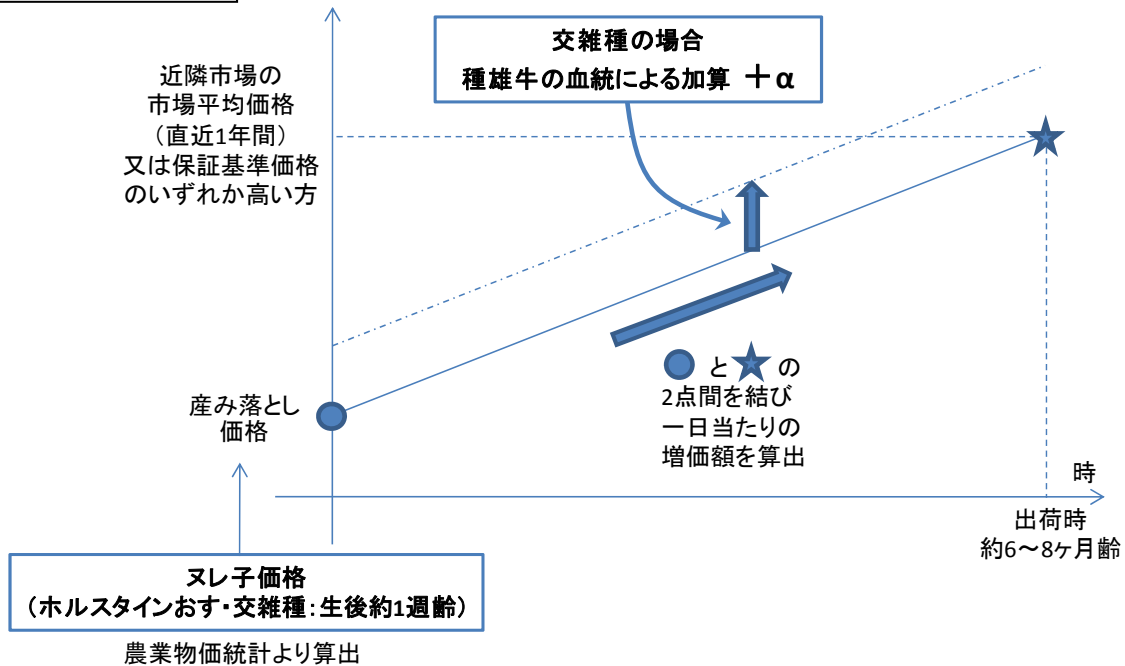 交雑種の場合
種雄牛の血統による加算 ＋α
近隣市場の
市場平均価格
（直近1年間）
又は保証基準価格
のいずれか高い方
と の
2点間を結び
一日当たりの
増価額を算出
産み落とし
価格
時
出荷時
約6～8ヶ月齢
ヌレ子価格
（ホルスタインおす・交雑種：生後約1週齢）
農業物価統計より算出